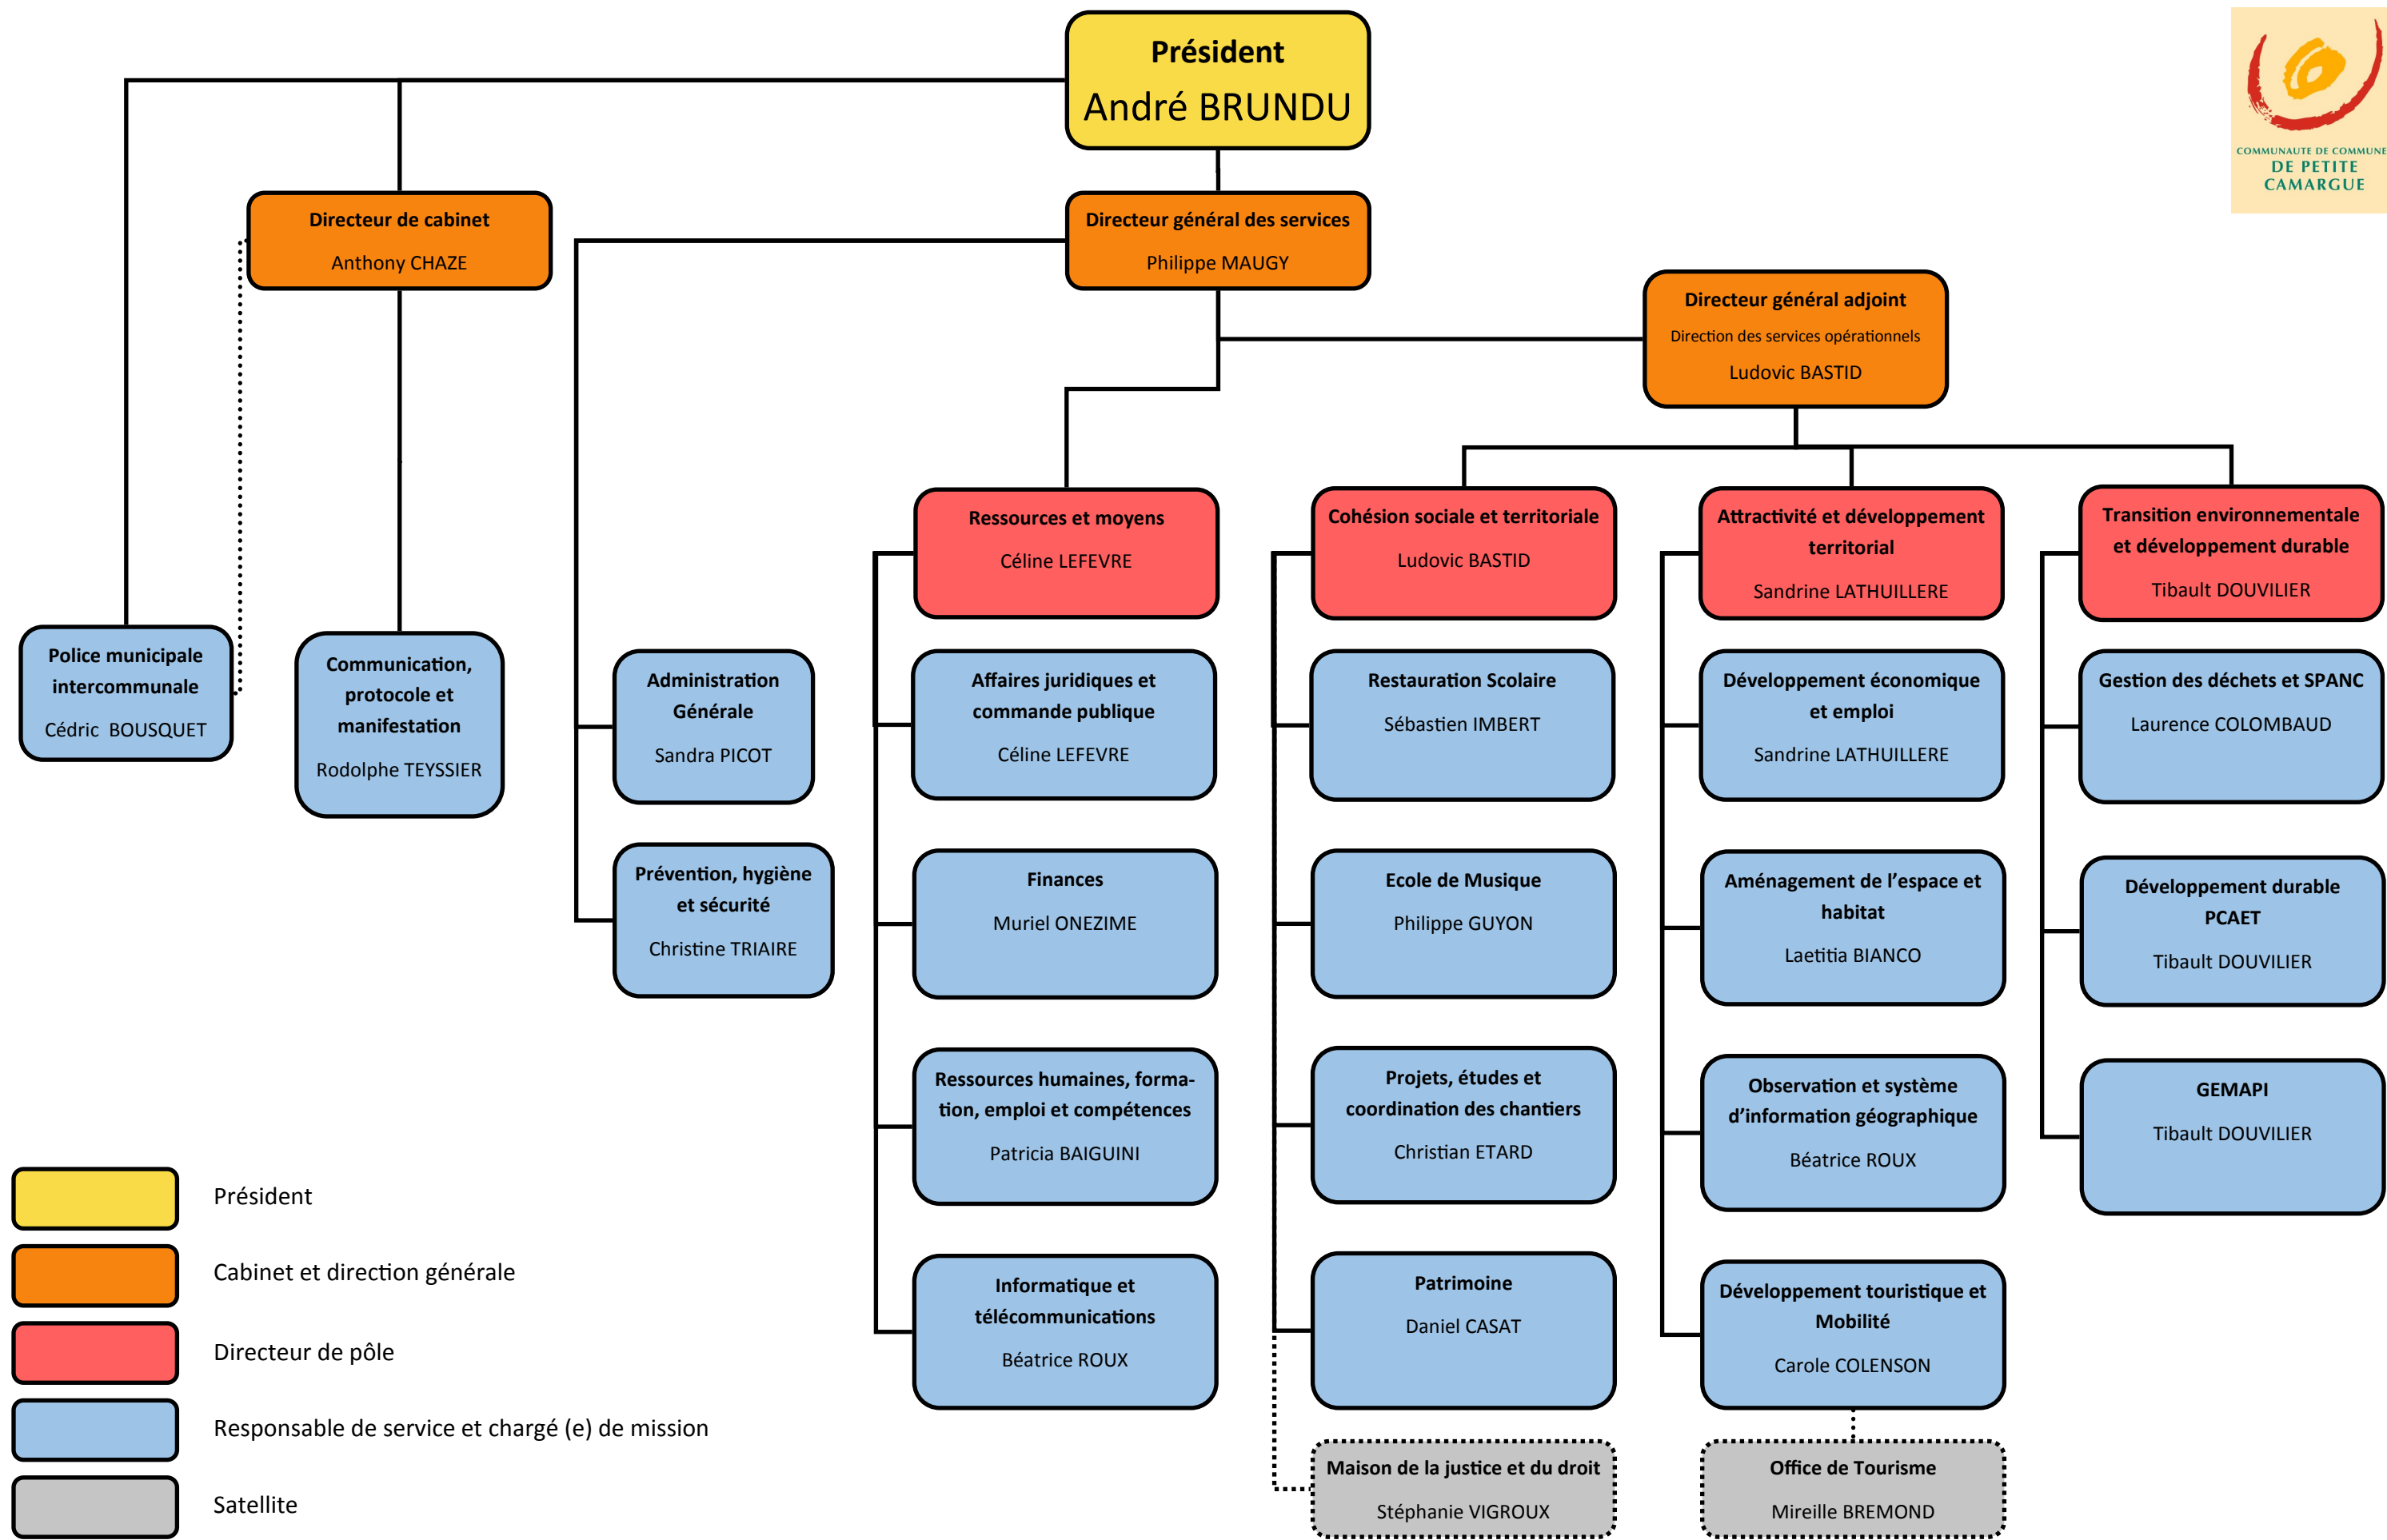 Président
André BRUNDU
COMMUNAUTE DE COMMUNE
DE PETITE
CAMARGUE
Directeur de cabinet
Anthony CHAZE
Directeur général des services
Philippe MAUGY
Directeur général adjoint
Direction des services opérationnels
Ludovic BASTID
Ressources et moyens
Céline LEFEVRE
Cohésion sociale et territoriale
Ludovic BASTID
Attractivité et développement
territorial
Sandrine LATHUILLERE
Transition environnementale
et développement durable
Tibault DOUVILIER
Police municipale
intercommunale
Cédric  BOUSQUET
Communication,
protocole et
manifestation
Rodolphe TEYSSIER
Administration
Générale
Sandra PICOT
Affaires juridiques et
commande publique
Céline LEFEVRE
Restauration Scolaire
Sébastien IMBERT
Développement économique
et emploi
Sandrine LATHUILLERE
Gestion des déchets et SPANC
Laurence COLOMBAUD
Prévention, hygiène
et sécurité
Christine TRIAIRE
Finances
Muriel ONEZIME
Ecole de Musique
Philippe GUYON
Aménagement de l’espace et
habitat
Laetitia BIANCO
Développement durable
PCAET
Tibault DOUVILIER
Ressources humaines, forma-
tion, emploi et compétences
Patricia BAIGUINI
Projets, études et
coordination des chantiers
Christian ETARD
Observation et système
d’information géographique
Béatrice ROUX
GEMAPI
Tibault DOUVILIER
Informatique et
télécommunications
Béatrice ROUX
Patrimoine
Daniel CASAT
Développement touristique et
Mobilité
Carole COLENSON
Maison de la justice et du droit
Stéphanie VIGROUX
Office de Tourisme
Mireille BREMOND
Président
Cabinet et direction générale
Directeur de pôle
Responsable de service et chargé (e) de mission
Satellite